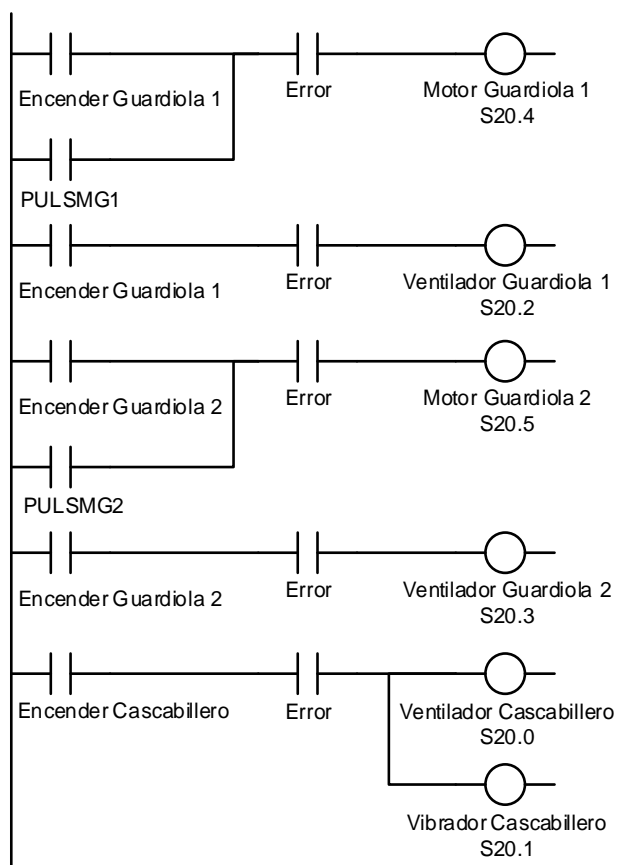 Encender Guardiola 1
Error
Motor Guardiola 1
S20.4
PULSMG1
Encender Guardiola 1
Error
Ventilador Guardiola 1
S20.2
Encender Guardiola 2
Error
Motor Guardiola 2
S20.5
PULSMG2
Encender Guardiola 2
Error
Ventilador Guardiola 2
S20.3
Encender Cascabillero
Error
Ventilador Cascabillero
S20.0
Vibrador Cascabillero
S20.1